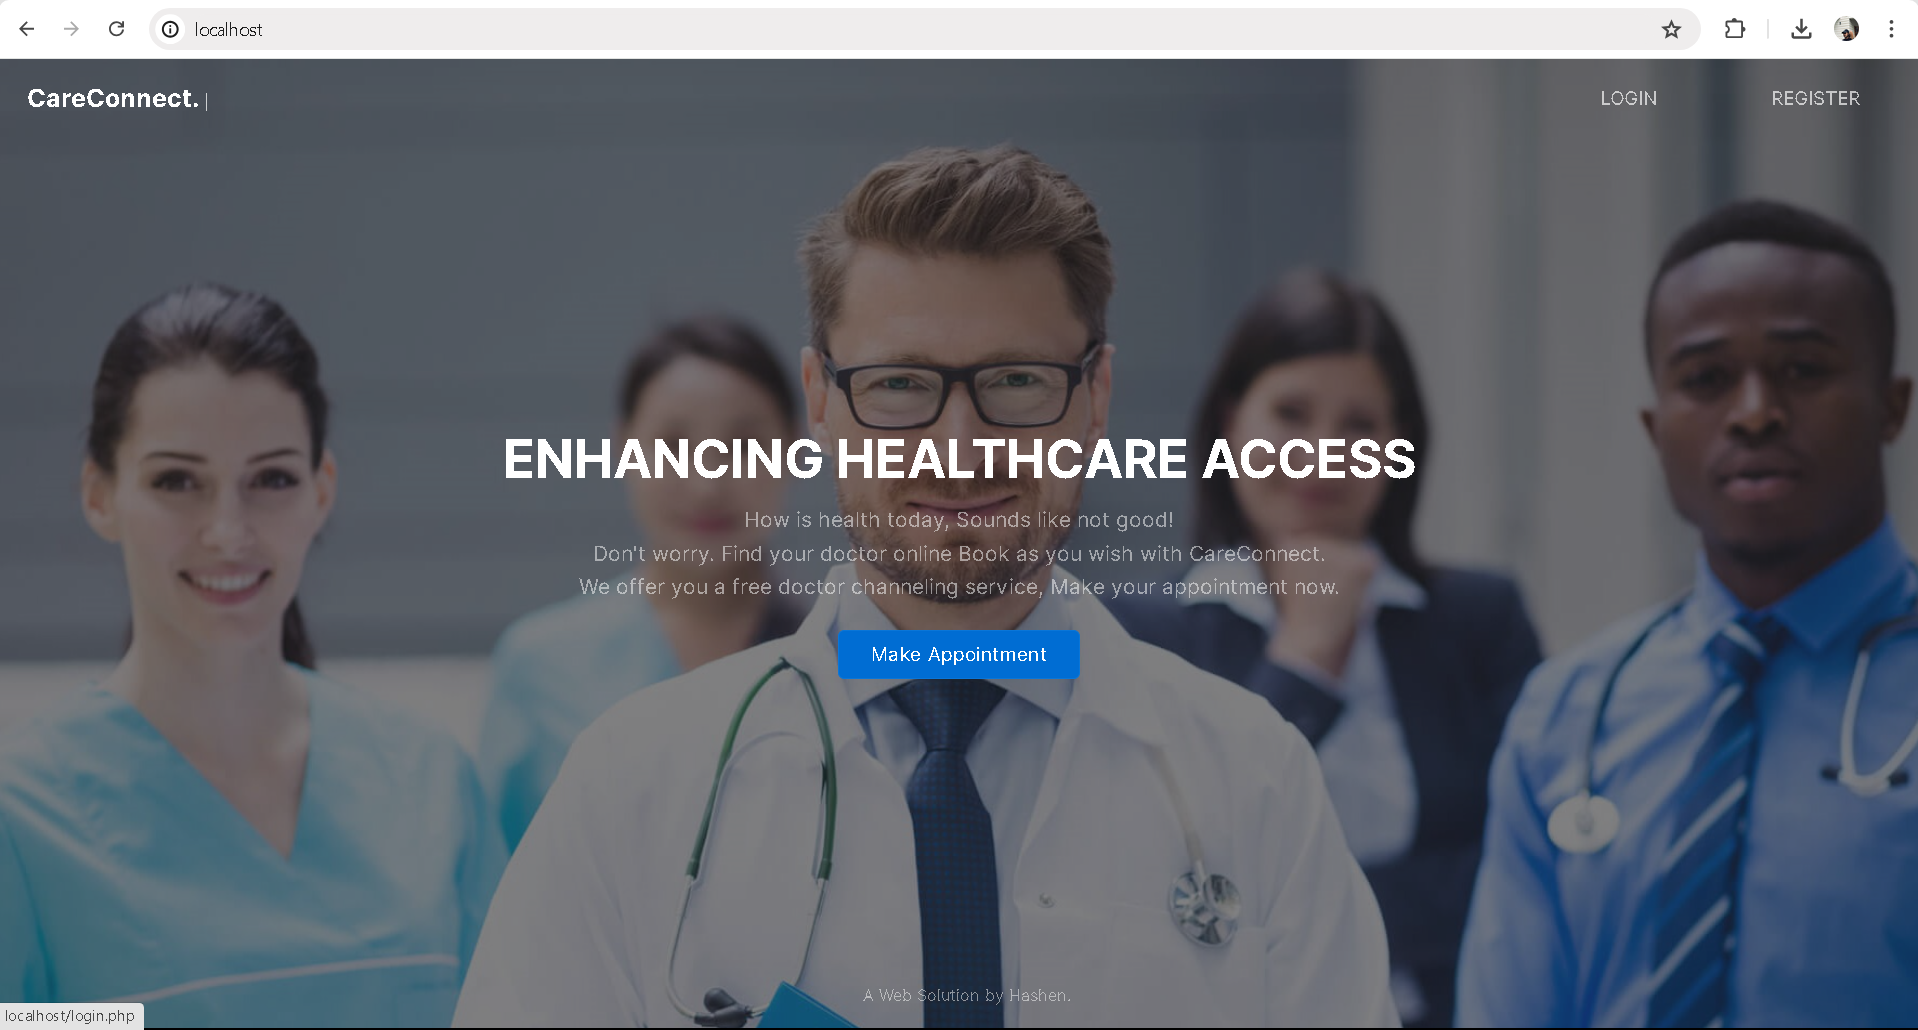 localhost
CareConnect. |
LOGIN
REGISTER
ENHANCING HEALTHCARE ACCESS
How is health today, Sounds like not good!
Don't worry. Find your doctor online Book as you wish with CareConnect.
We offer you a free doctor channeling service, Make your appointment now.
Make Appointment
A Web Solution by Hashen.
localhost/login.php